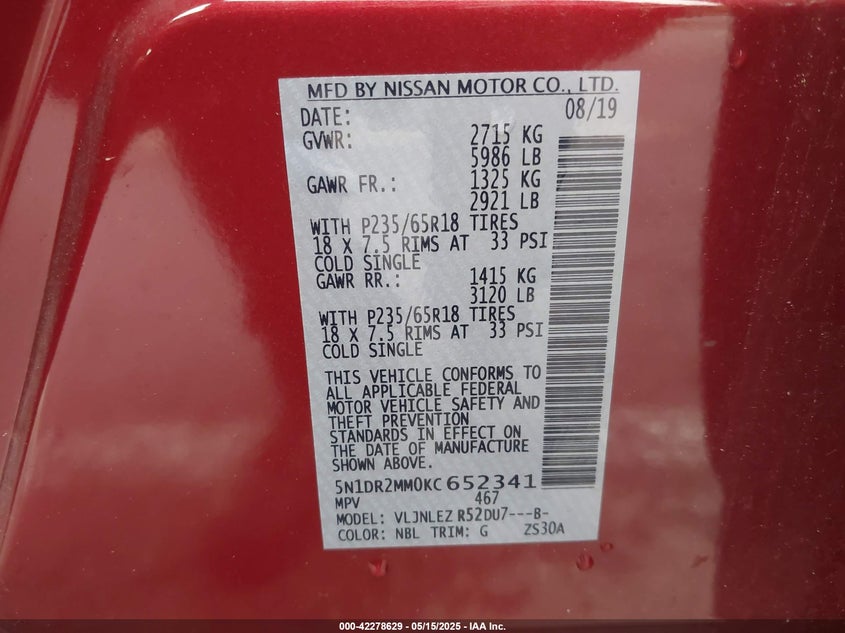 MFD BY NISSAN MOTOR CO., LTD.
DATE: 08/19
GVWR: 2715 KG
5986 LB
GAWR FR.: 1325 KG
2921 LB
WITH P235/65R18 TIRES
18 X 7.5 RIMS AT 33 PSI
COLD SINGLE
GAWR RR.: 1415 KG
3120 LB
WITH P235/65R18 TIRES
18 X 7.5 RIMS AT 33 PSI
COLD SINGLE
THIS VEHICLE CONFORMS TO
ALL APPLICABLE FEDERAL
MOTOR VEHICLE SAFETY AND
THEFT PREVENTION
STANDARDS IN EFFECT ON
THE DATE OF MANUFACTURE
SHOWN ABOVE.
5N1DR2MM0KC652341
MPV 467
MODEL: VLJNLEZ R52DU7---B-
COLOR: NBL TRIM: G ZS30A
000-42278629 - 05/15/2025 - IAA Inc.